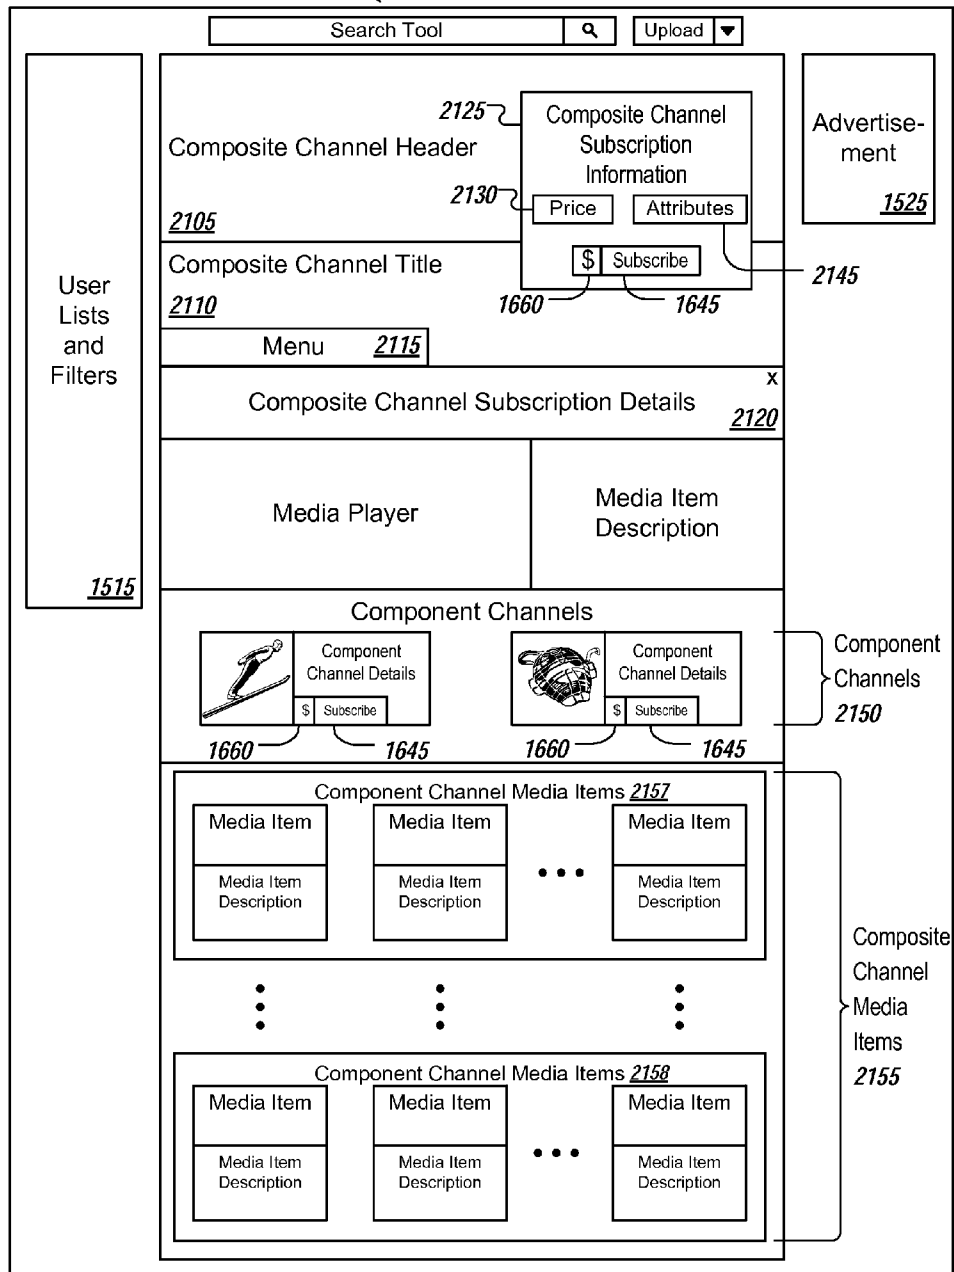 Search Tool
Upload
2125
Composite Channel
Subscription
Information
Advertise-
ment
1525
Composite Channel Header
2130
Price
Attributes
2105
Composite Channel Title
$ Subscribe
2145
2110
1660
1645
User
Lists
and
Filters
1515
Menu 2115
X
Composite Channel Subscription Details
2120
Media Player
Media Item
Description
Component Channels
Component
Channel Details
$ Subscribe
1660
1645
Component
Channel Details
$ Subscribe
1660
1645
Component
Channels
2150
Component Channel Media Items 2157
Media Item
Media Item
Description
Media Item
Media Item
Description
Media Item
Media Item
Description
Composite
Channel
Media
Items
2155
Component Channel Media Items 2158
Media Item
Media Item
Description
Media Item
Media Item
Description
Media Item
Media Item
Description